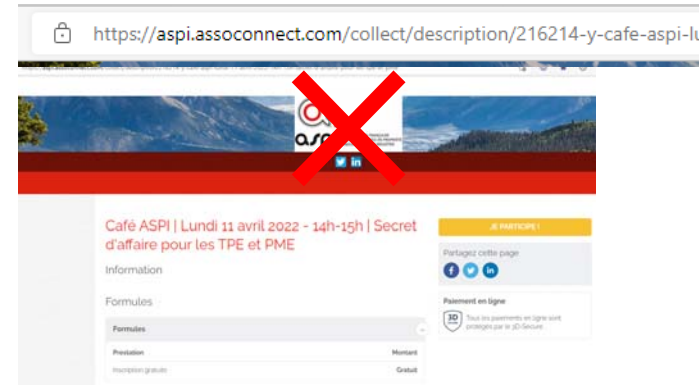 https://aspi.assoconnect.com/collect/description/216214-y-cafe-aspi-lu
Café ASPI | Lundi 11 avril 2022 - 14h-15h | Secret
d'affaire pour les TPE et PME
Information
Formules
Formules
Prestation Montant
Inscription gratuite Gratuit
JE PARTICIPE !
Partagez cette page
Paiement en ligne
3D
Tous les paiements en ligne sont
protégés par le 3D-Secure.